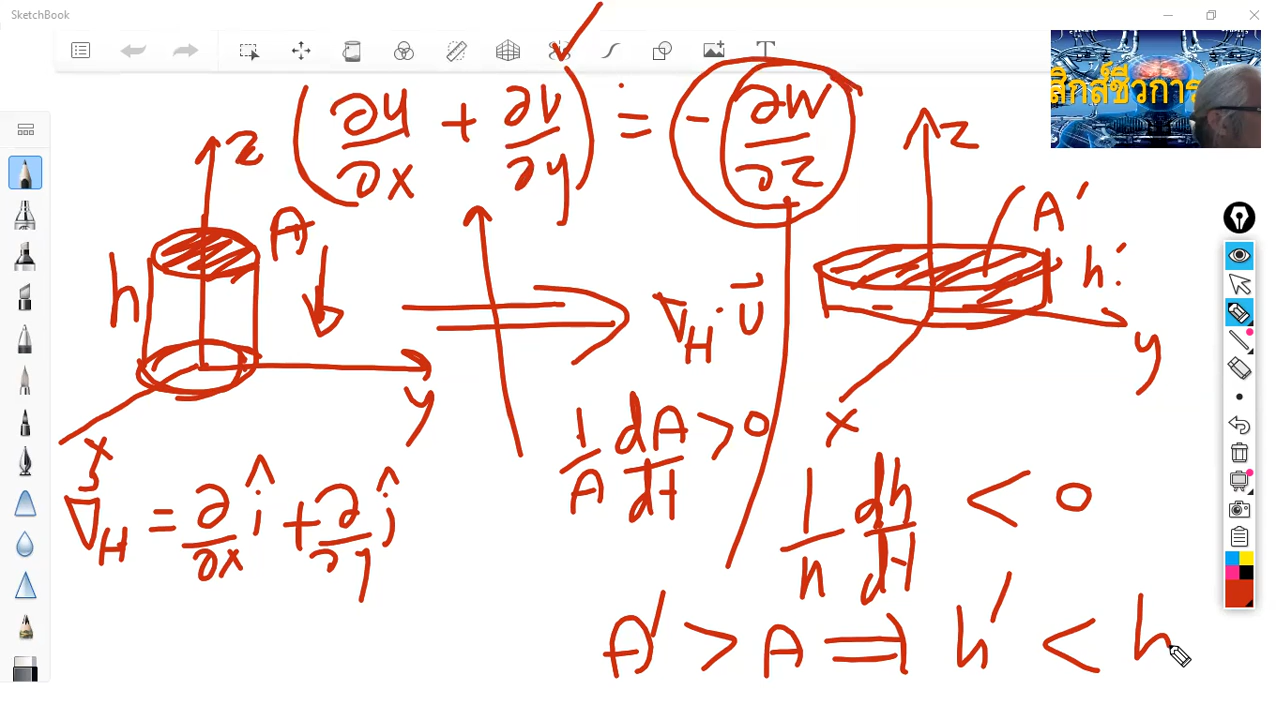 SketchBook
(∂u/∂x + ∂v/∂y) = - ∂w/∂z
สิกส์ชีวการ
z
A
h
y
x
∇H · U
z
A'
h'
y
x
1/A dA/dt > 0
∇H = ∂/∂x î + ∂/∂y ĵ
1/h dh/dt < 0
A' > A ⇒ h' < h